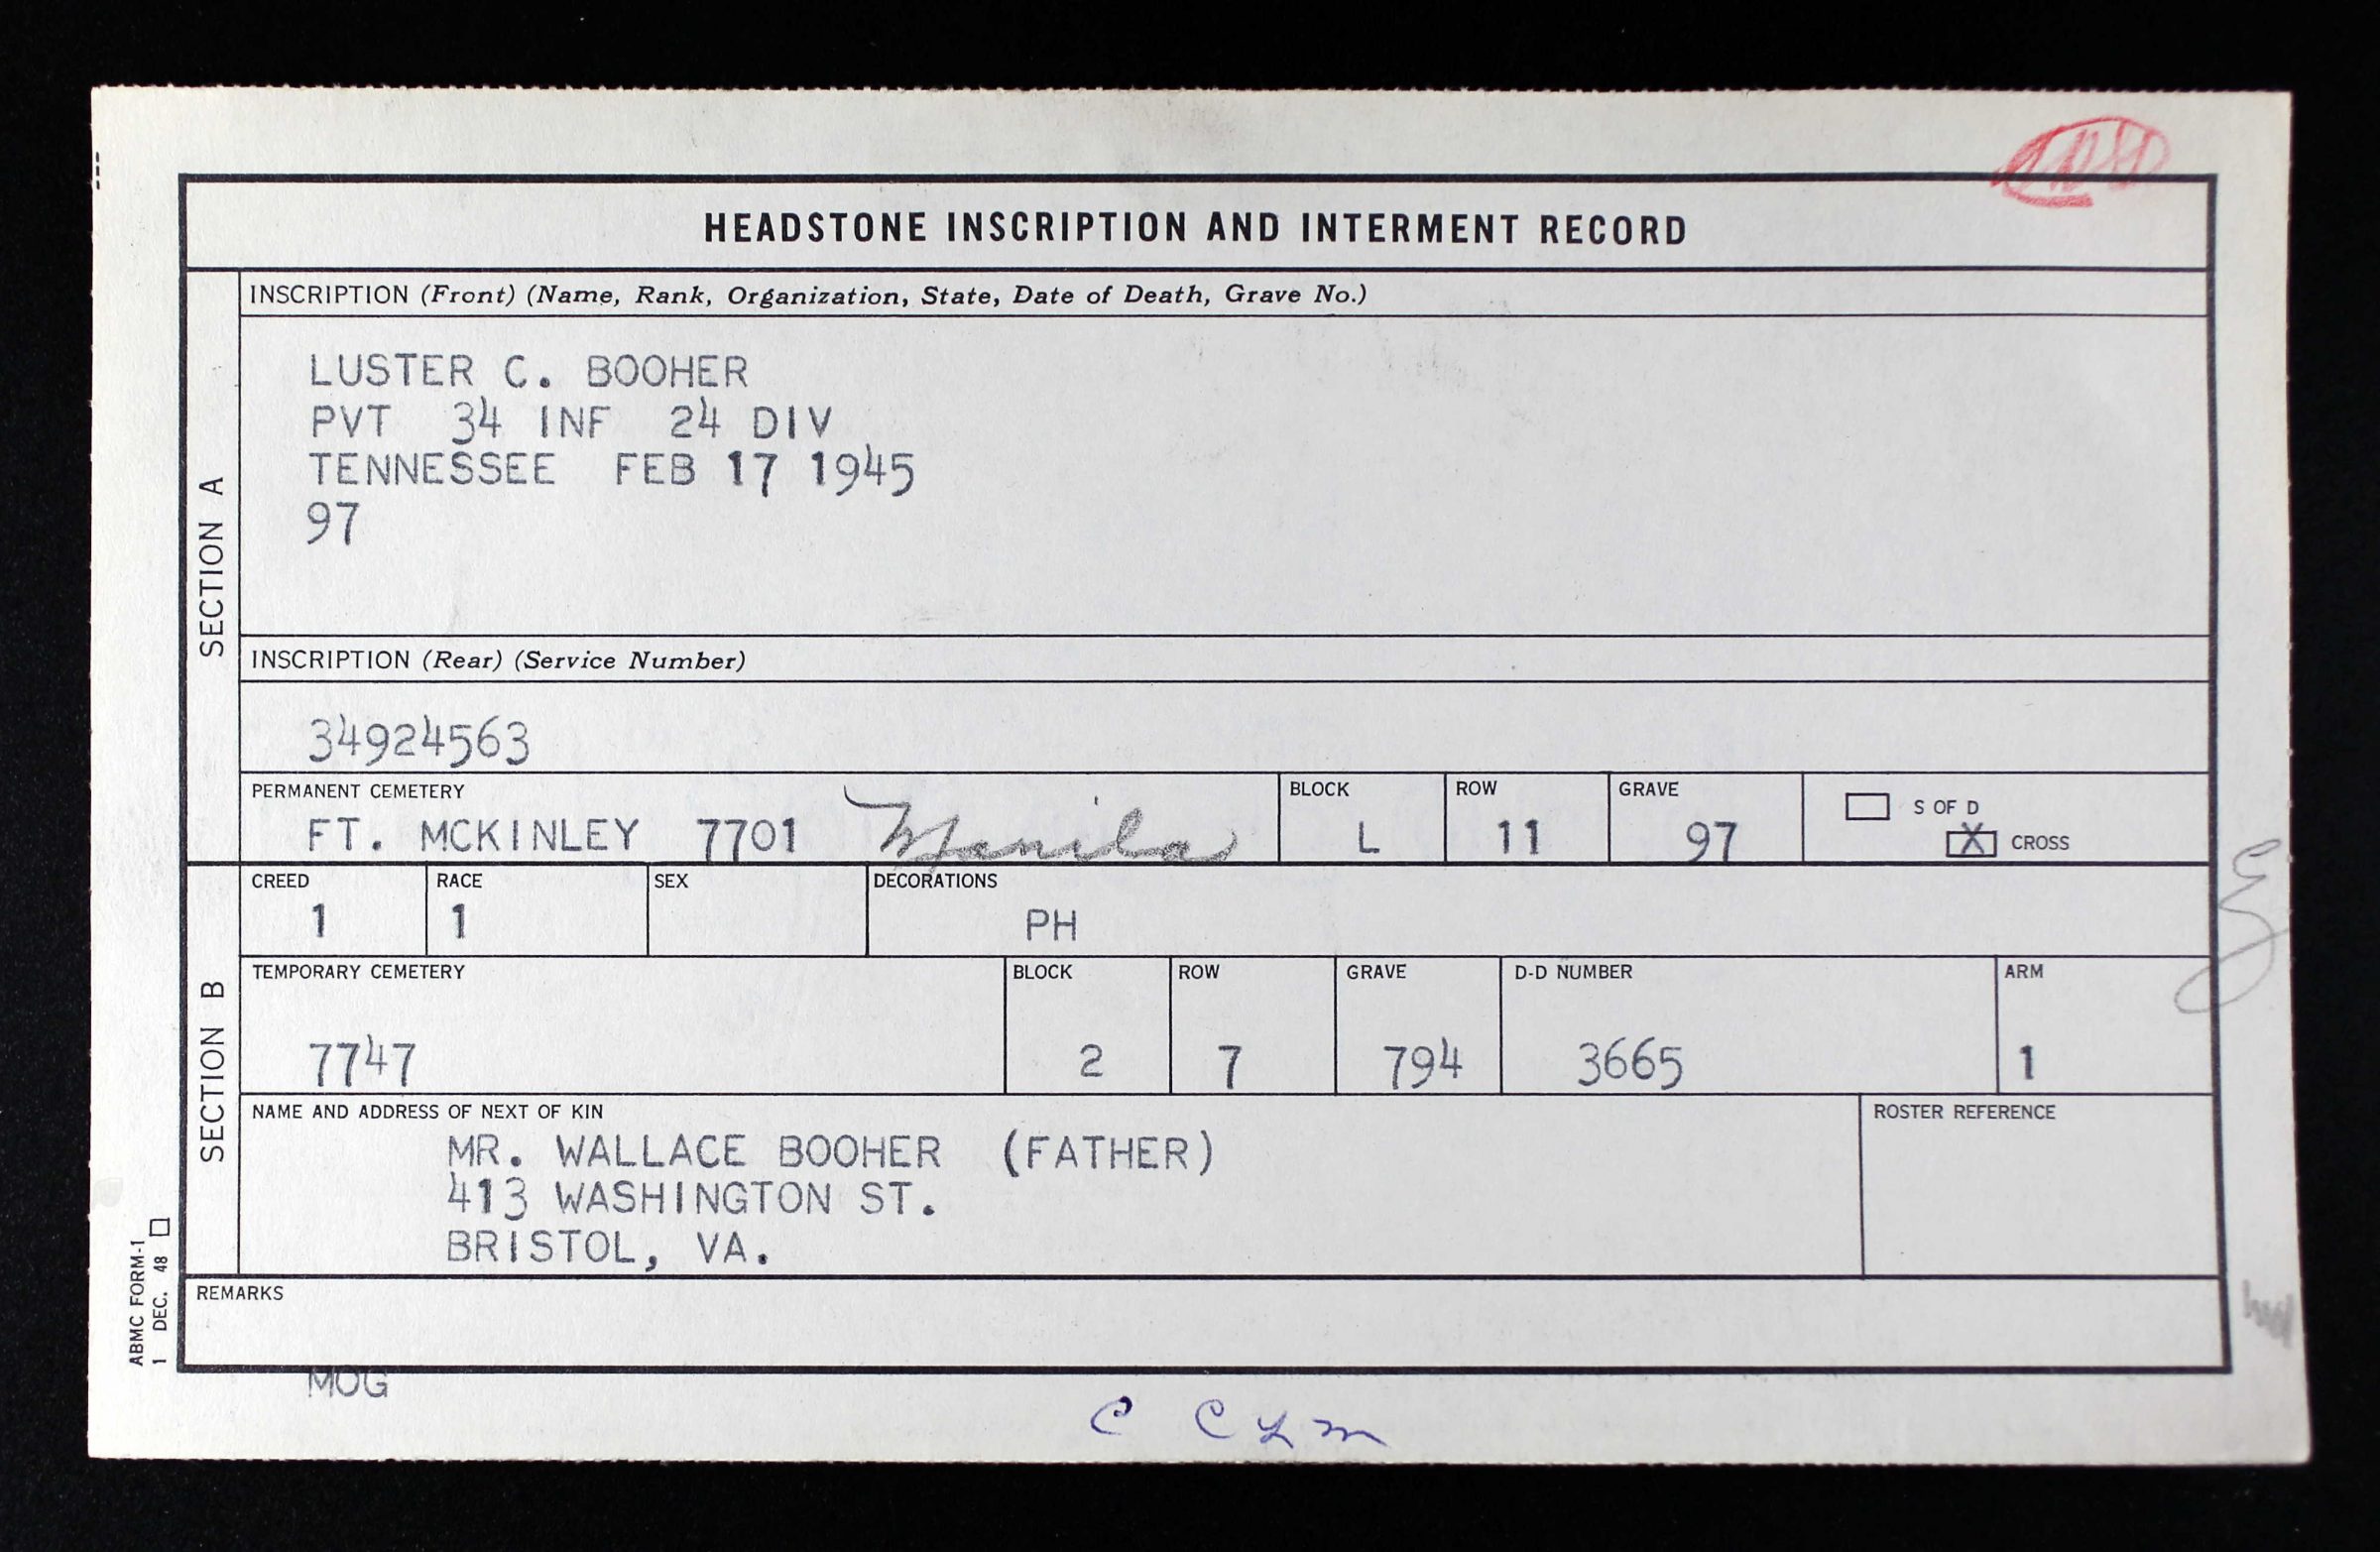 HEADSTONE INSCRIPTION AND INTERMENT RECORD
SECTION A
INSCRIPTION (Front) (Name, Rank, Organization, State, Date of Death, Grave No.)
LUSTER C. BOOHER
PVT 34 INF 24 DIV
TENNESSEE FEB 17 1945
97
INSCRIPTION (Rear) (Service Number)
34924563
PERMANENT CEMETERY BLOCK ROW GRAVE S OF D
FT. MCKINLEY 7701 Manila L 11 97 X CROSS
SECTION B
CREED RACE SEX DECORATIONS
1 1 PH
TEMPORARY CEMETERY BLOCK ROW GRAVE D-D NUMBER ARM
7747 2 7 794 3665 1
NAME AND ADDRESS OF NEXT OF KIN ROSTER REFERENCE
MR. WALLACE BOOHER (FATHER)
413 WASHINGTON ST.
BRISTOL, VA.
REMARKS
ABMC FORM-1
1 DEC. 48
MOG